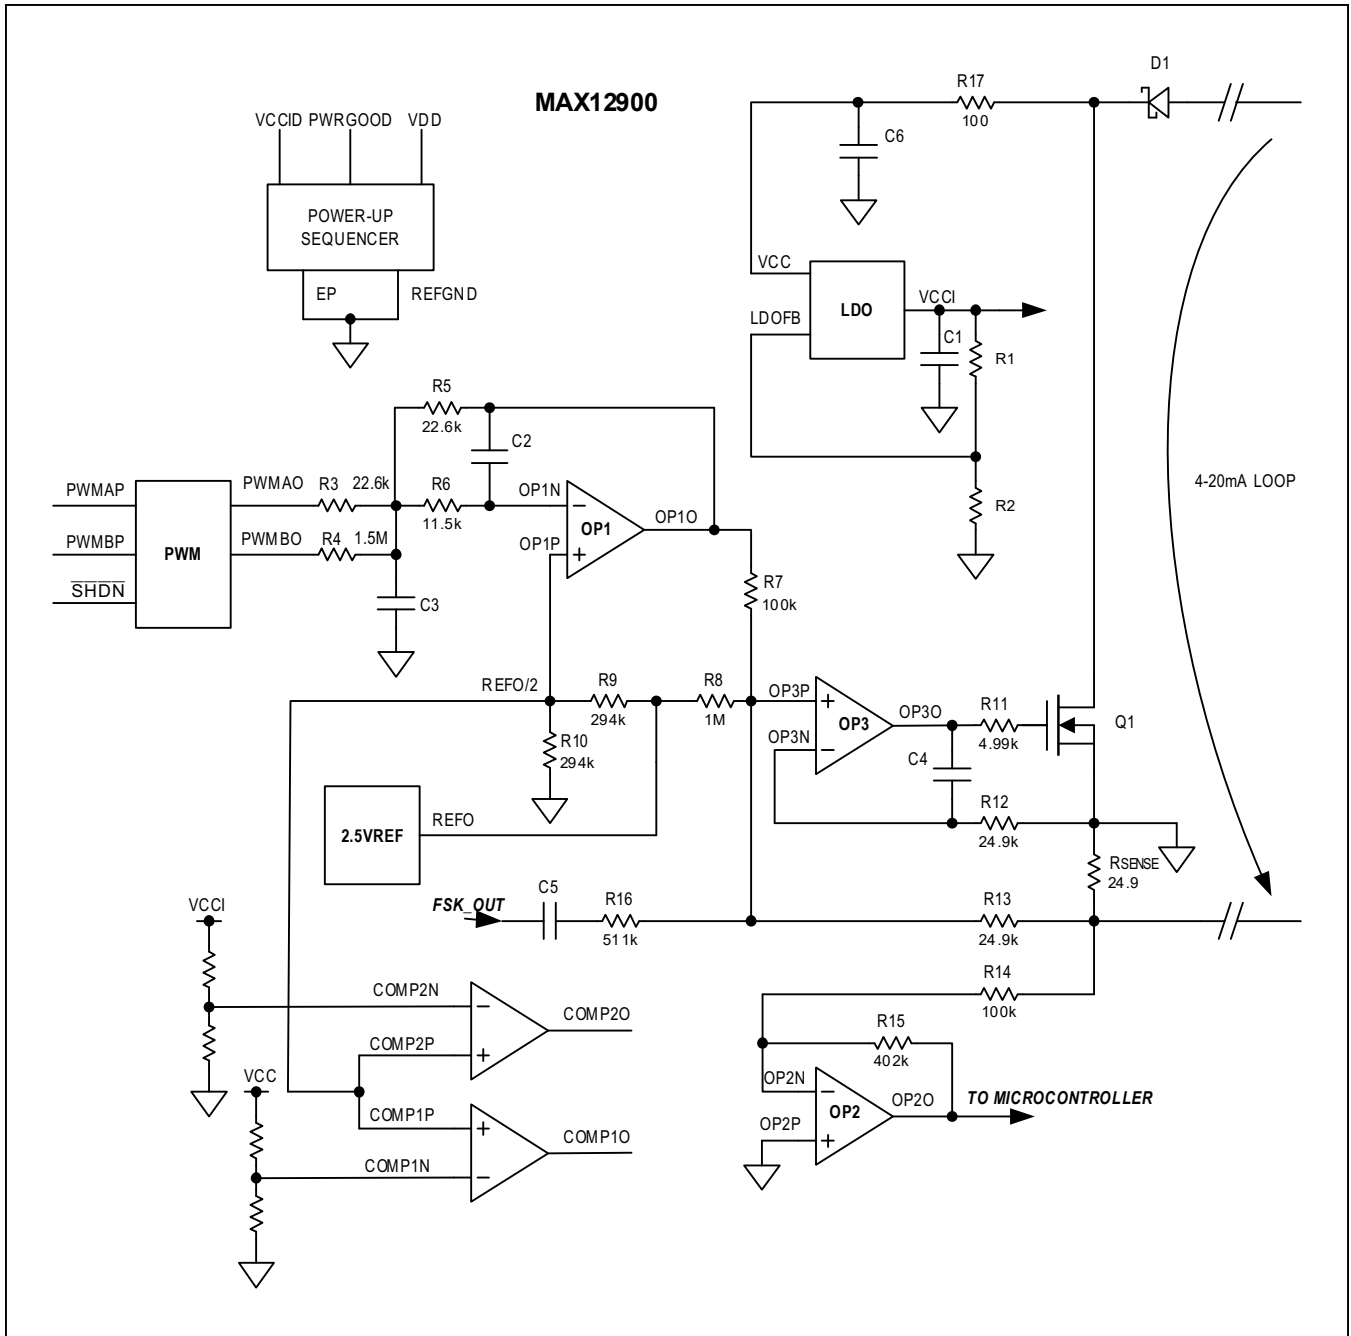 MAX12900
D1
R17
100
C6
VCCID PWRGOOD VDD
POWER-UP
SEQUENCER
EP
REFGND
VCC
LDOFB
LDO
VCCI
C1
R1
R2
4-20mA LOOP
R5
22.6k
C2
PWMAP
PWMBP
SHDN
PWM
PWMAO
R3
22.6k
PWMBO
R4
1.5M
R6
11.5k
C3
OP1N
OP1P
OP1
OP1O
R7
100k
REFO/2
R9
294k
R8
1M
R10
294k
OP3P
OP3N
OP3
OP3O
R11
4.99k
Q1
C4
R12
24.9k
RSENSE
24.9
2.5VREF
REFO
FSK_OUT
C5
R16
511k
R13
24.9k
R14
100k
R15
402k
VCCI
COMP2N
COMP2P
COMP2O
VCC
COMP1P
COMP1N
COMP1O
OP2N
OP2P
OP2
OP2O
TO MICROCONTROLLER